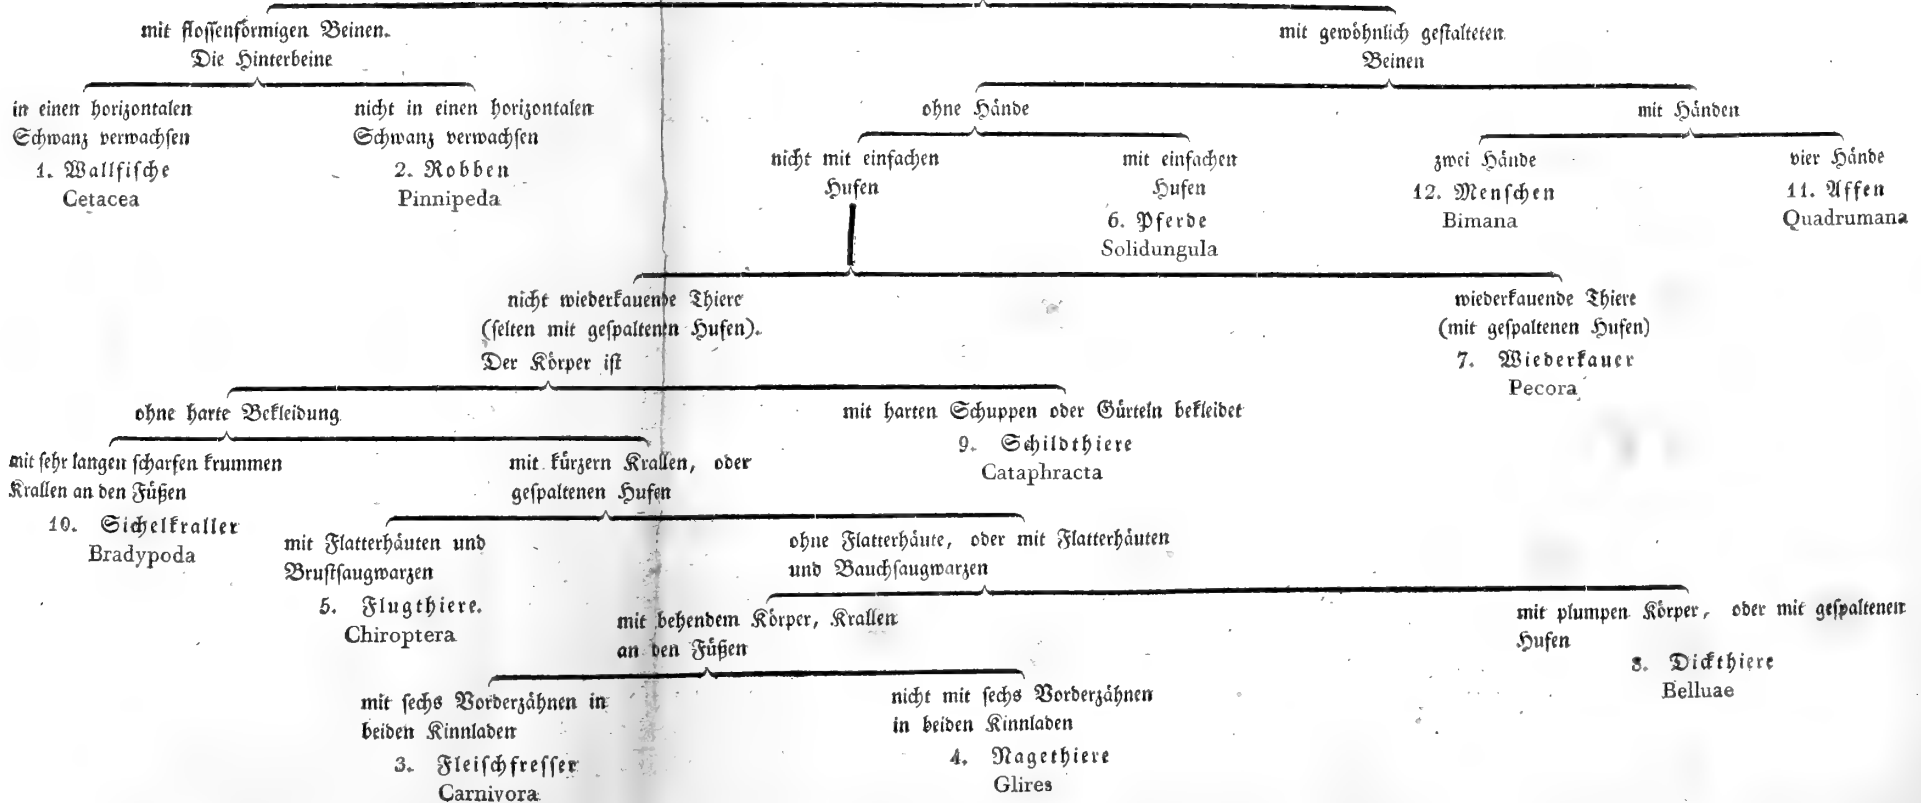 mit flossenförmigen Beinen.
Die Hinterbeine
mit gewöhnlich gestalteten
Beinen
in einen horizontalen
Schwanz verwachsen
1. Wallfische
Cetacea
nicht in einen horizontalen
Schwanz verwachsen
2. Robben
Pinnipeda
ohne Hände
mit Händen
nicht mit einfachen
Hufen
mit einfachen
Hufen
6. Pferde
Solidungula
zwei Hände
12. Menschen
Bimana
vier Hände
11. Affen
Quadrumana
nicht wiederkauende Thiere
(selten mit gespaltenen Hufen).
Der Körper ist
wiederkauende Thiere
(mit gespaltenen Hufen)
7. Wiederkauer
Pecora
ohne harte Bekleidung
mit harten Schuppen oder Gürteln bekleidet
9. Schildthiere
Cataphracta
mit sehr langen scharfen krummen
Krallen an den Füßen
10. Sichelkraller
Bradypoda
mit kürzern Krallen, oder
gespaltenen Hufen
mit Flatterhäuten und
Brustsaugwarzen
5. Flugthiere.
Chiroptera
ohne Flatterhäute, oder mit Flatterhäuten
und Bauchsaugwarzen
mit behendem Körper, Krallen
an den Füßen
mit plumpen Körper, oder mit gespaltenen
Hufen
8. Dickthiere
Belluae
mit sechs Vorderzähnen in
beiden Kinnladen
3. Fleischfresser
Carnivora
nicht mit sechs Vorderzähnen
in beiden Kinnladen
4. Nagethiere
Glires